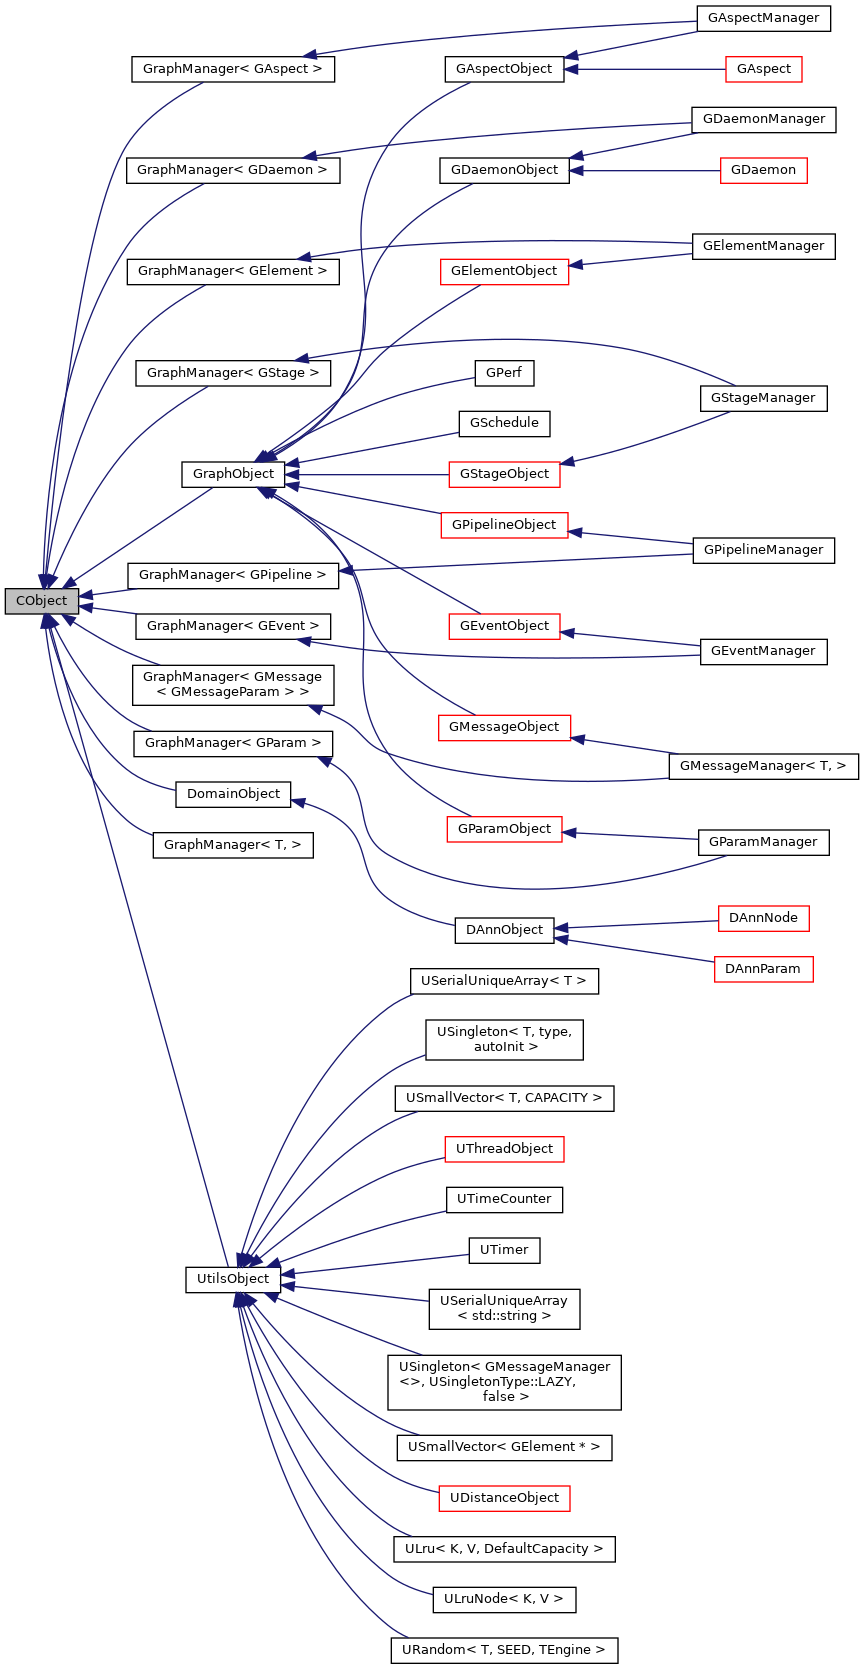 GAspectManager
GraphManager< GAspect >
GAspectObject
GAspect
GDaemonManager
GraphManager< GDaemon >
GDaemonObject
GDaemon
GElementManager
GraphManager< GElement >
GElementObject
GraphManager< GStage >
GPerf
GStageManager
GSchedule
GraphObject
GStageObject
GPipelineObject
GPipelineManager
GraphManager< GPipeline >
CObject
GraphManager< GEvent >
GEventObject
GEventManager
GraphManager< GMessage
< GMessageParam > >
GMessageObject
GraphManager< GParam >
GMessageManager< T, >
DomainObject
GParamObject
GraphManager< T, >
GParamManager
DAnnNode
DAnnObject
DAnnParam
USerialUniqueArray< T >
USingleton< T, type,
autoInit >
USmallVector< T, CAPACITY >
UThreadObject
UTimeCounter
UTimer
UtilsObject
USerialUniqueArray
< std::string >
USingleton< GMessageManager
<>, USingletonType::LAZY,
false >
USmallVector< GElement * >
UDistanceObject
ULru< K, V, DefaultCapacity >
ULruNode< K, V >
URandom< T, SEED, TEngine >